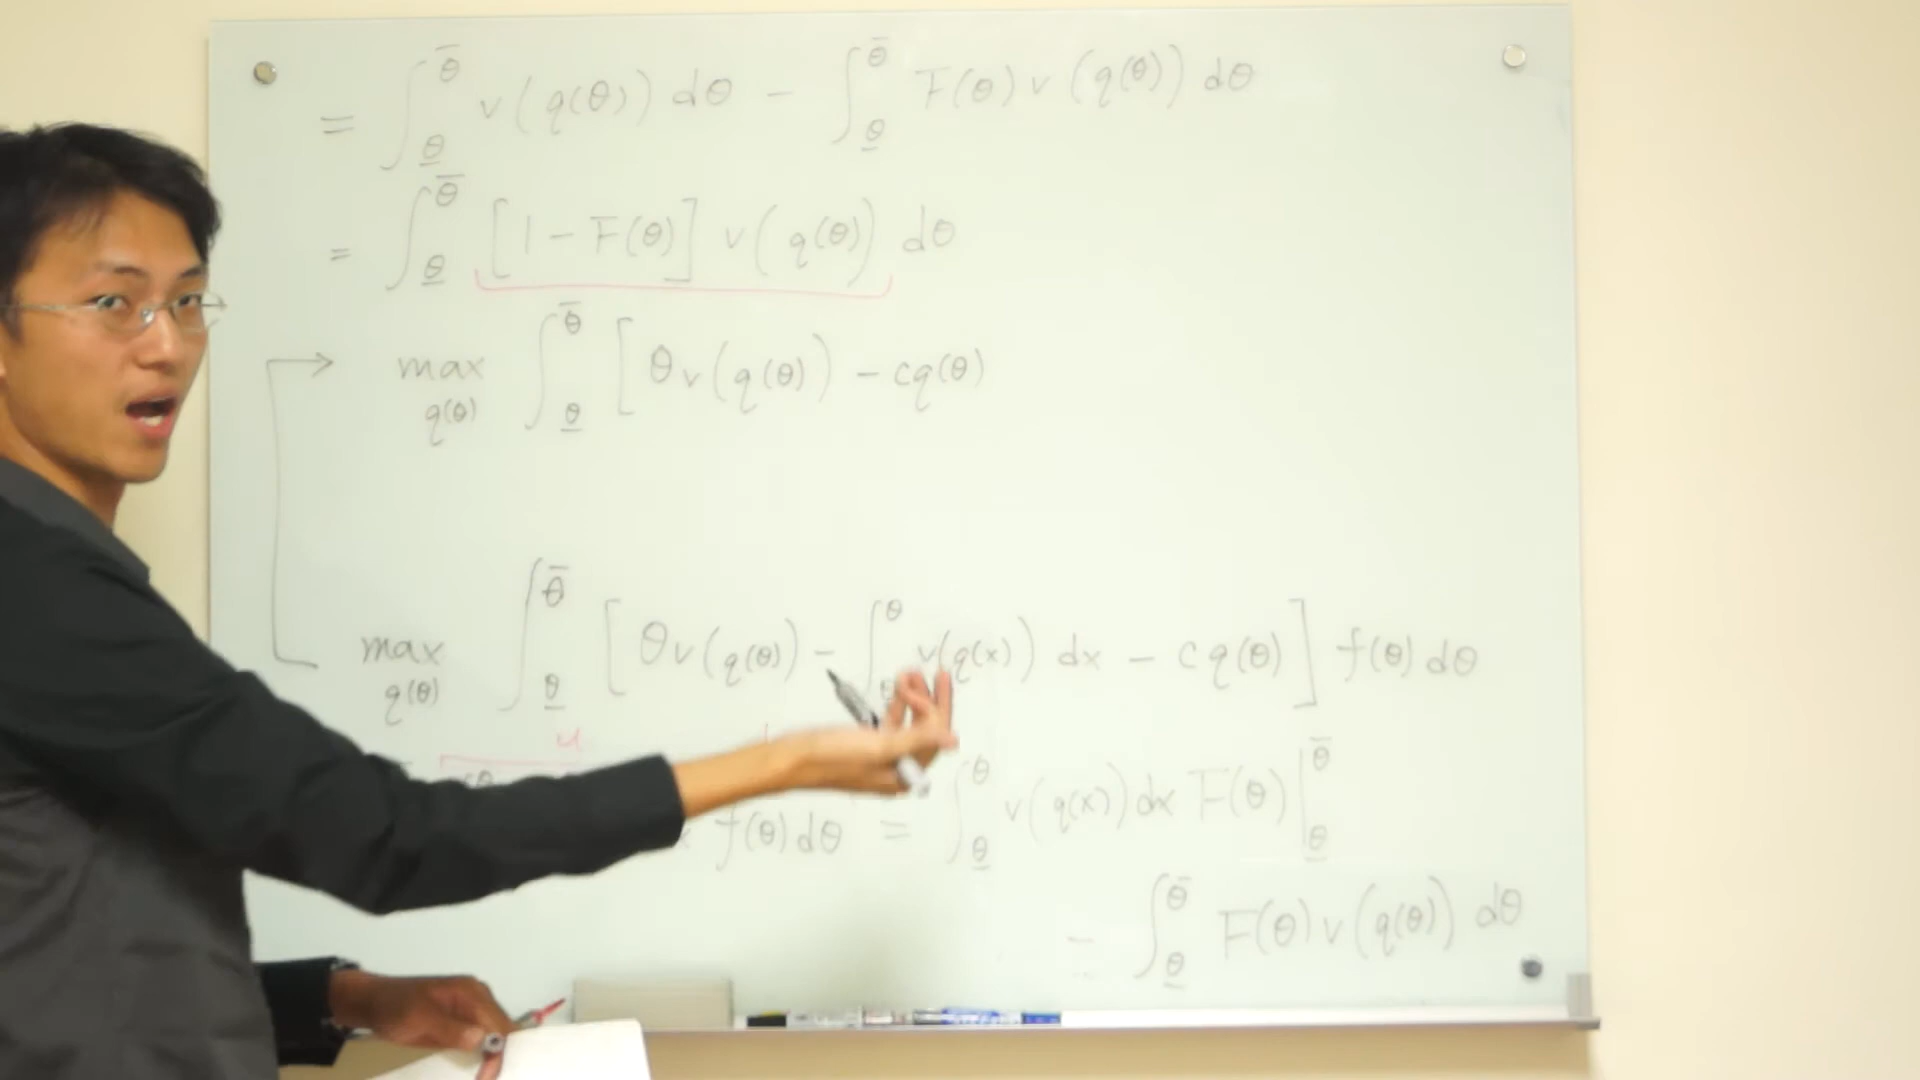 = ∫_θ̲^θ̄ v(q(θ)) dθ − ∫_θ̲^θ̄ F(θ) v(q(θ)) dθ
= ∫_θ̲^θ̄ [1 − F(θ)] v(q(θ)) dθ
max q(θ) ∫_θ̲^θ̄ [θv(q(θ)) − cq(θ)
max q(θ) ∫_θ̲^θ̄ [θv(q(θ)) − ∫^θ v(q(x)) dx − cq(θ)] f(θ) dθ
u
f(θ) dθ = ∫_θ̲^θ v(q(x)) dx F(θ) |_θ̲^θ̄
− ∫_θ̲^θ̄ F(θ) v(q(θ)) dθ